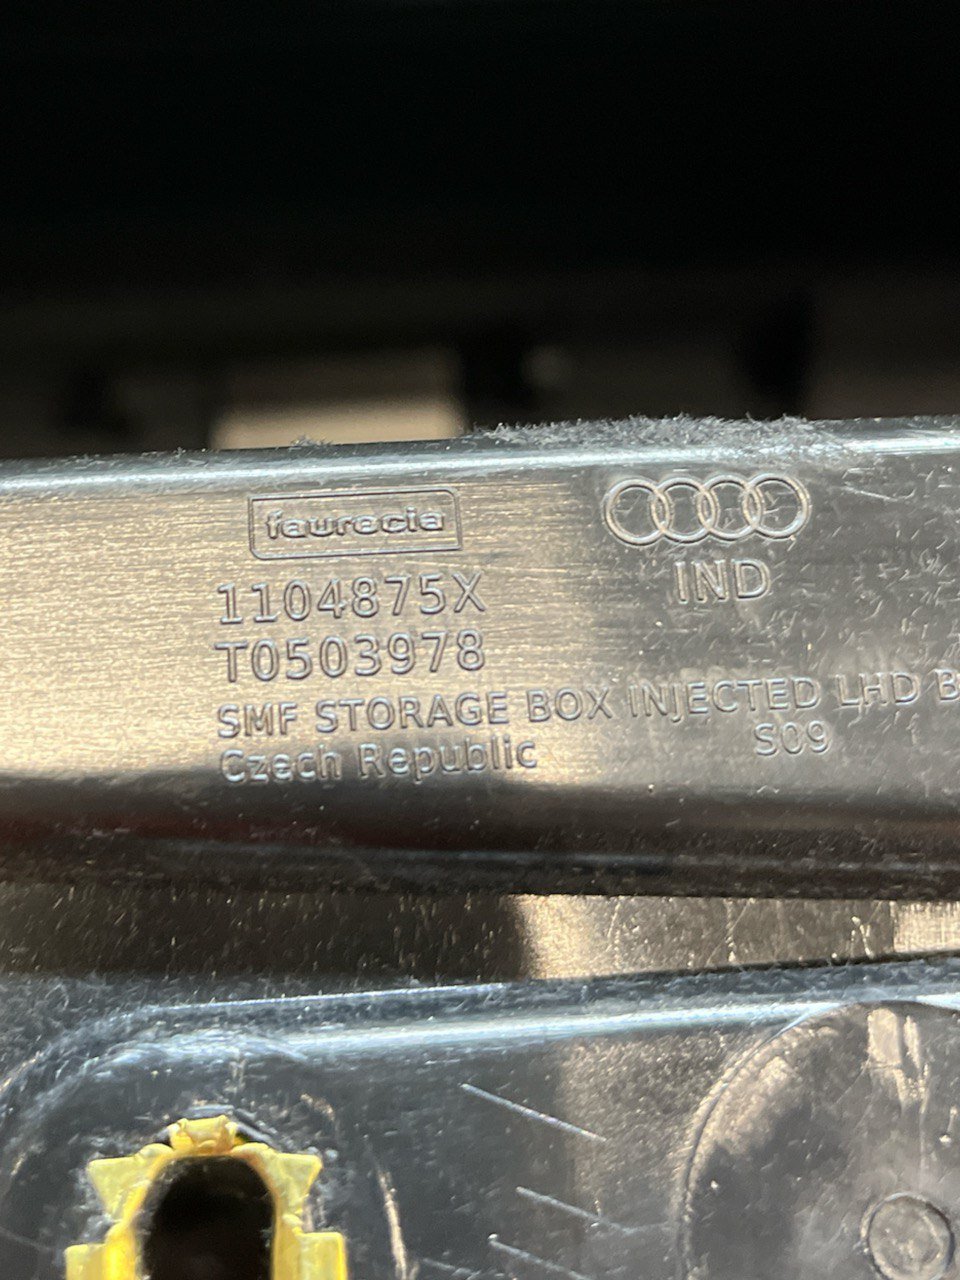 faurecia
IND
1104875X
T0503978
SMF STORAGE BOX INJECTED LHD B
S09
Czech Republic